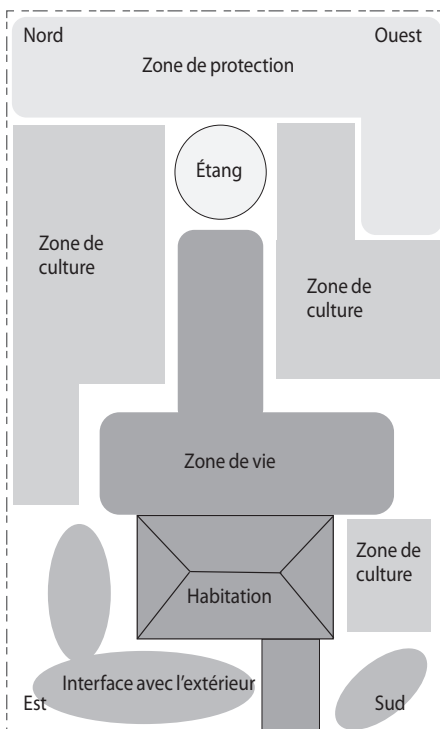 Nord
Ouest
Zone de protection
Étang
Zone de
culture
Zone de
culture
Zone de vie
Zone de
culture
Habitation
Interface avec l'extérieur
Est
Sud